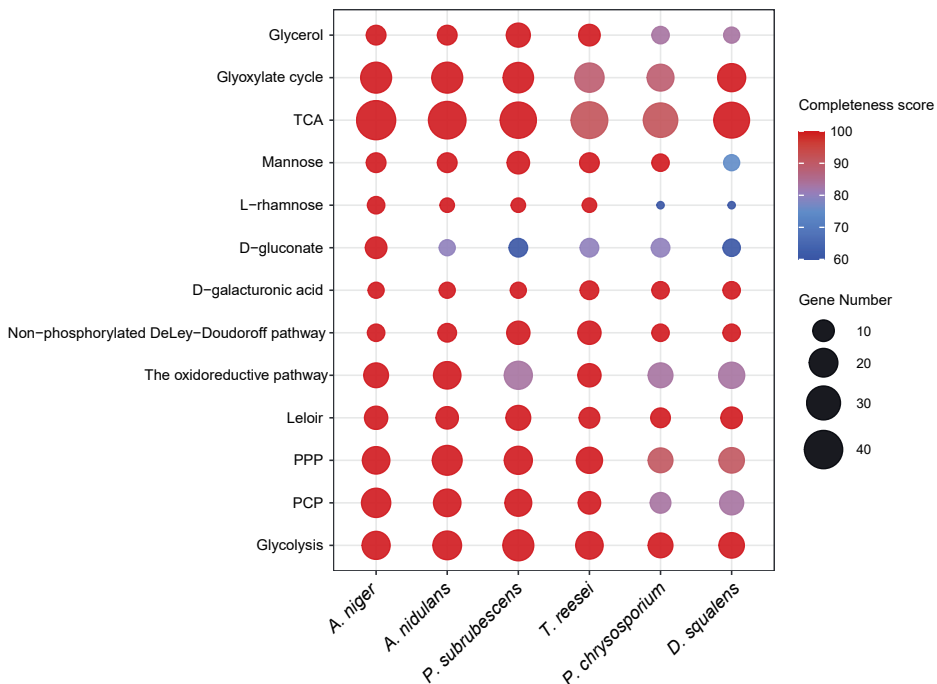 Glycerol
Glyoxylate cycle
TCA
Mannose
L−rhamnose
D−gluconate
D−galacturonic acid
Non−phosphorylated DeLey−Doudoroff pathway
The oxidoreductive pathway
Leloir
PPP
PCP
Glycolysis
A. niger
A. nidulans
P. subrubescens
T. reesei
P. chrysosporium
D. squalens
Completeness score
100
90
80
70
60
Gene Number
10
20
30
40